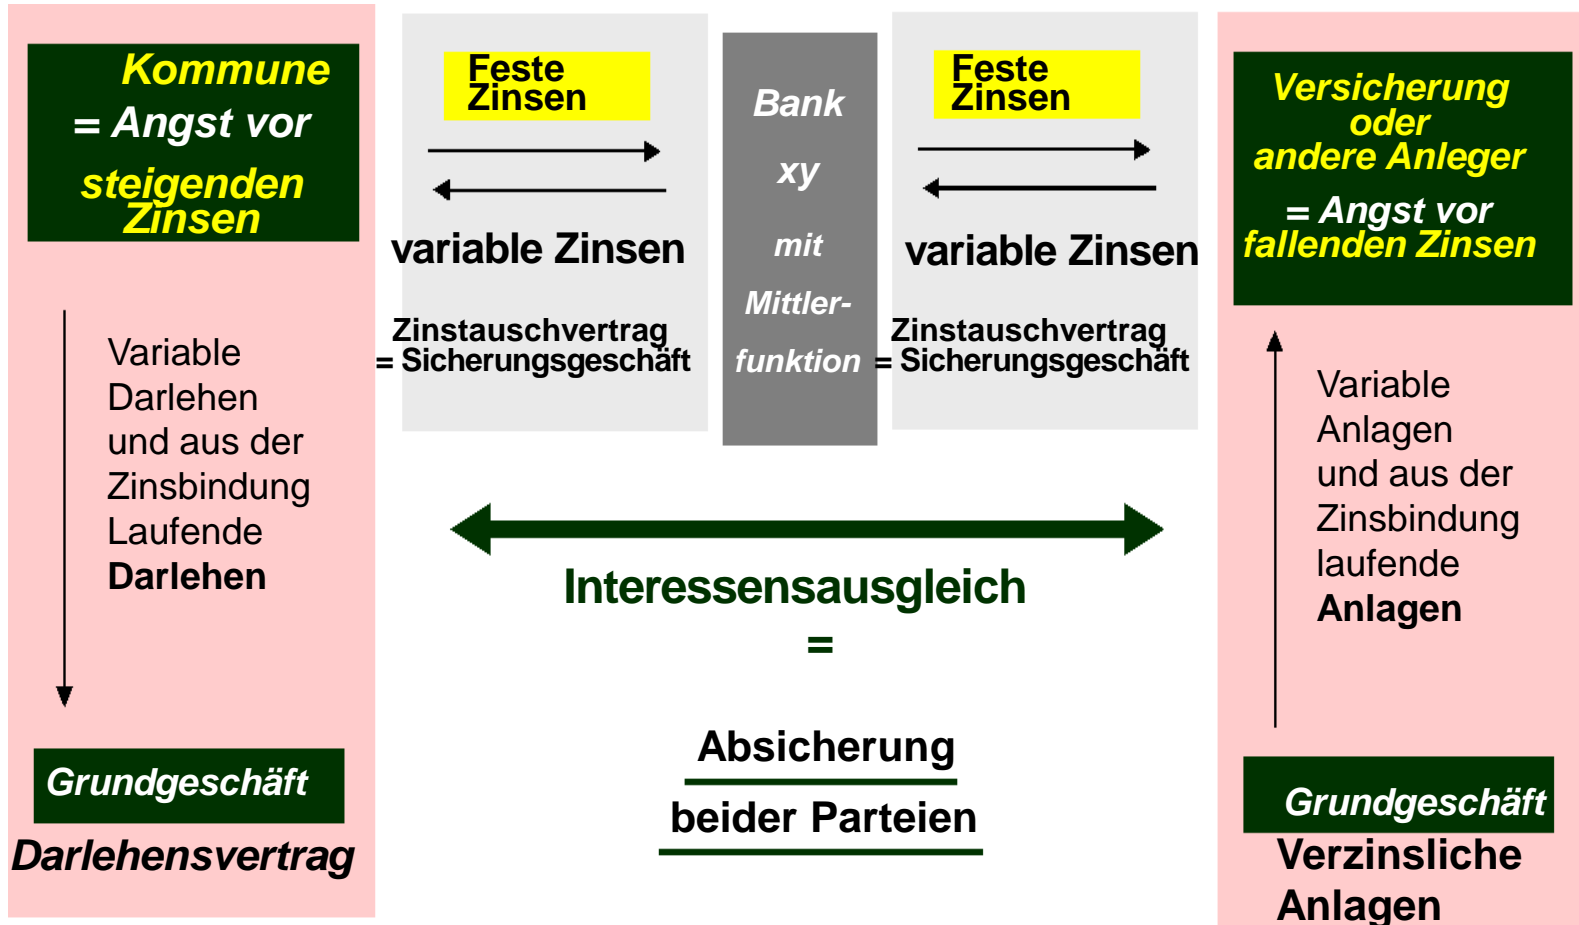 Kommune
= Angst vor
steigenden
Zinsen
Variable
Darlehen
und aus der
Zinsbindung
Laufende
Darlehen
Grundgeschäft
Darlehensvertrag
Feste
Zinsen
variable Zinsen
Zinstauschvertrag
= Sicherungsgeschäft
Bank
xy
mit
Mittler-
funktion
Feste
Zinsen
variable Zinsen
Zinstauschvertrag
= Sicherungsgeschäft
Interessensausgleich
=
Absicherung
beider Parteien
Versicherung
oder
andere Anleger
= Angst vor
fallenden Zinsen
Variable
Anlagen
und aus der
Zinsbindung
laufende
Anlagen
Grundgeschäft
Verzinsliche
Anlagen